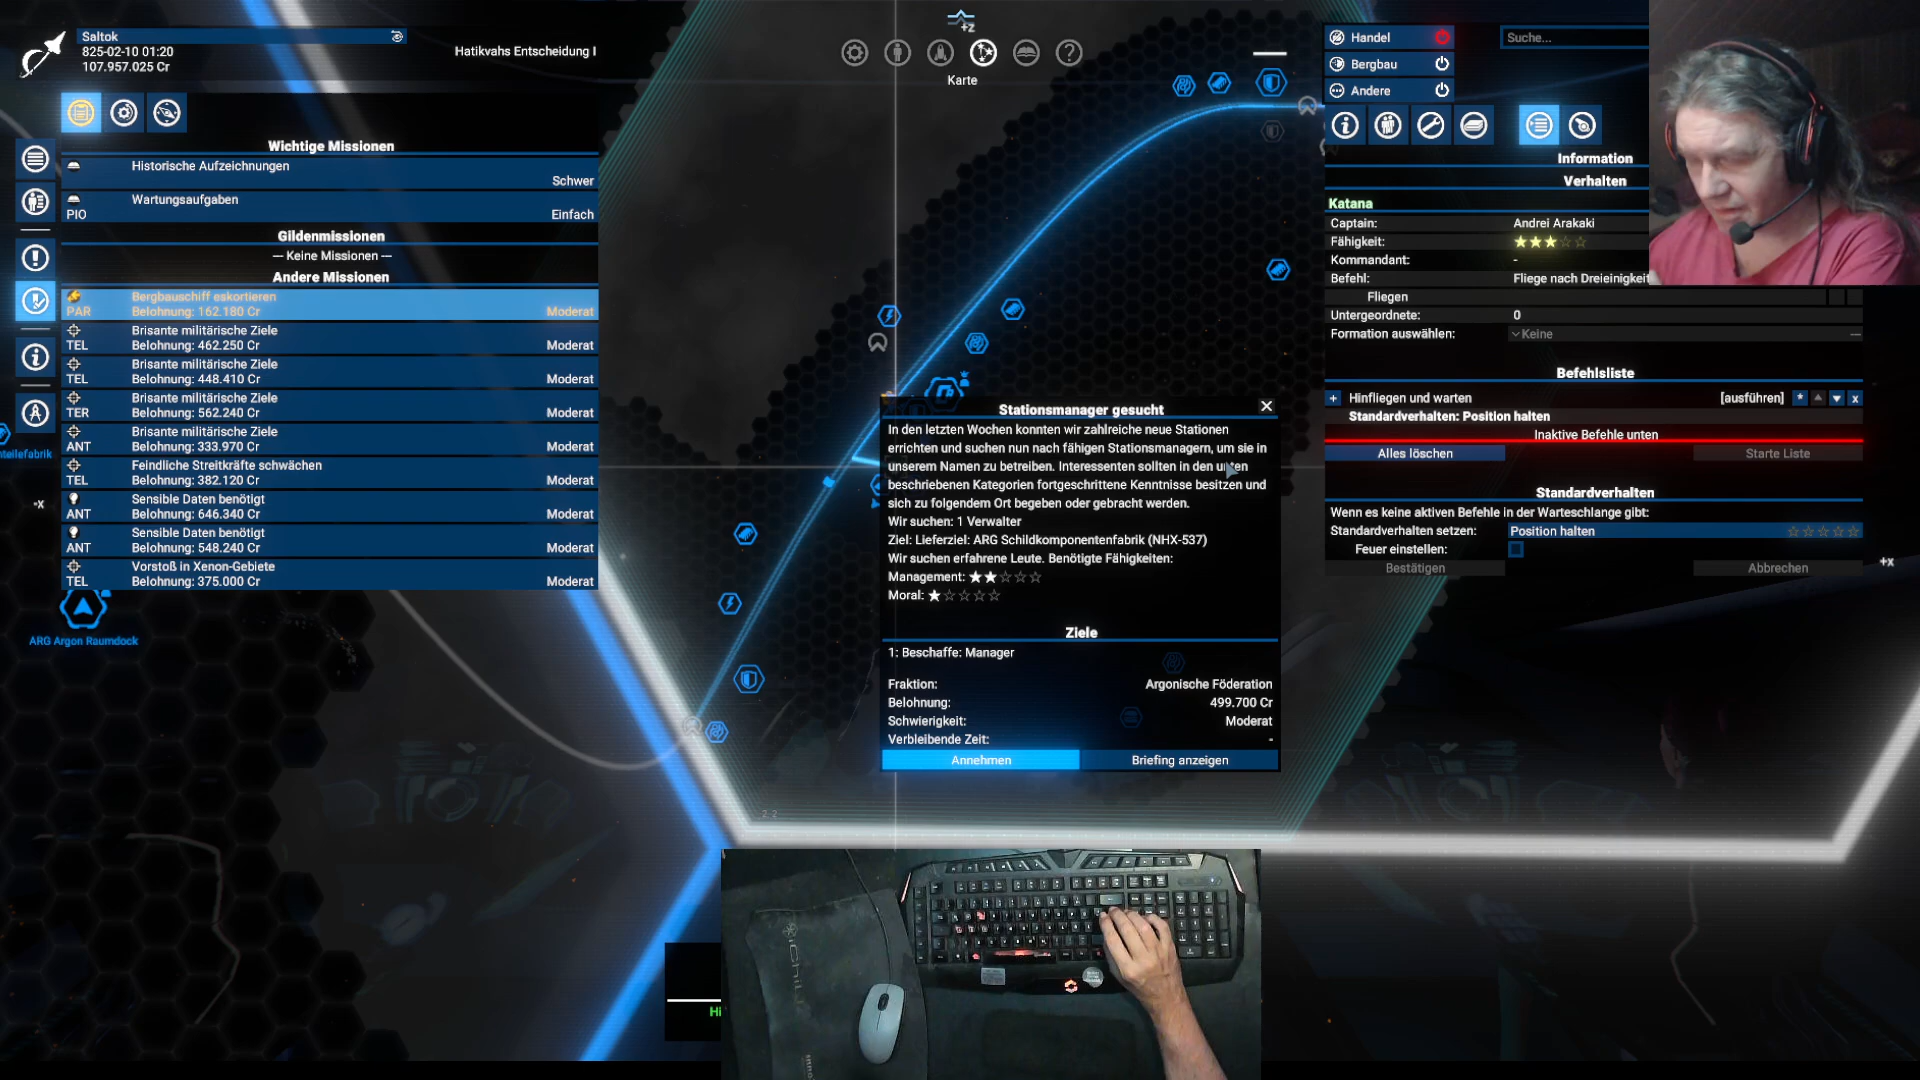 Saltok
825-02-10 01:20
107.957.025 Cr
Hatikvahs Entscheidung I
+z
Karte
Wichtige Missionen
Historische Aufzeichnungen
Schwer
Wartungsaufgaben
PIO Einfach
Gildenmissionen
--- Keine Missionen ---
Andere Missionen
Bergbauschiff eskortieren
PAR Belohnung: 162.180 Cr Moderat
Brisante militärische Ziele
TEL Belohnung: 462.250 Cr Moderat
Brisante militärische Ziele
TEL Belohnung: 448.410 Cr Moderat
Brisante militärische Ziele
TER Belohnung: 562.240 Cr Moderat
Brisante militärische Ziele
ANT Belohnung: 333.970 Cr Moderat
Feindliche Streitkräfte schwächen
TEL Belohnung: 382.120 Cr Moderat
Sensible Daten benötigt
ANT Belohnung: 646.340 Cr Moderat
Sensible Daten benötigt
ANT Belohnung: 548.240 Cr Moderat
Vorstoß in Xenon-Gebiete
TEL Belohnung: 375.000 Cr Moderat
ARG Argon Raumdock
teilefabrik
-x
Stationsmanager gesucht
In den letzten Wochen konnten wir zahlreiche neue Stationen
errichten und suchen nun nach fähigen Stationsmanagern, um sie in
unserem Namen zu betreiben. Interessenten sollten in den unten
beschriebenen Kategorien fortgeschrittene Kenntnisse besitzen und
sich zu folgendem Ort begeben oder gebracht werden.
Wir suchen: 1 Verwalter
Ziel: Lieferziel: ARG Schildkomponentenfabrik (NHX-537)
Wir suchen erfahrene Leute. Benötigte Fähigkeiten:
Management: ★★☆☆☆
Moral: ★☆☆☆☆
Ziele
1: Beschaffe: Manager
Fraktion: Argonische Föderation
Belohnung: 499.700 Cr
Schwierigkeit: Moderat
Verbleibende Zeit: -
Annehmen Briefing anzeigen
Handel
Bergbau
Andere
Suche...
Information
Verhalten
Katana
Captain: Andrei Arakaki
Fähigkeit: ★★★☆☆
Kommandant: -
Befehl: Fliege nach Dreieinigkeit
Fliegen
Untergeordnete: 0
Formation auswählen: Keine
Befehlsliste
+ Hinfliegen und warten [ausführen] * x
Standardverhalten: Position halten
Inaktive Befehle unten
Alles löschen Starte Liste
Standardverhalten
Wenn es keine aktiven Befehle in der Warteschlange gibt:
Standardverhalten setzen: Position halten ☆☆☆☆☆
Feuer einstellen:
Bestätigen Abbrechen
+x
Hi